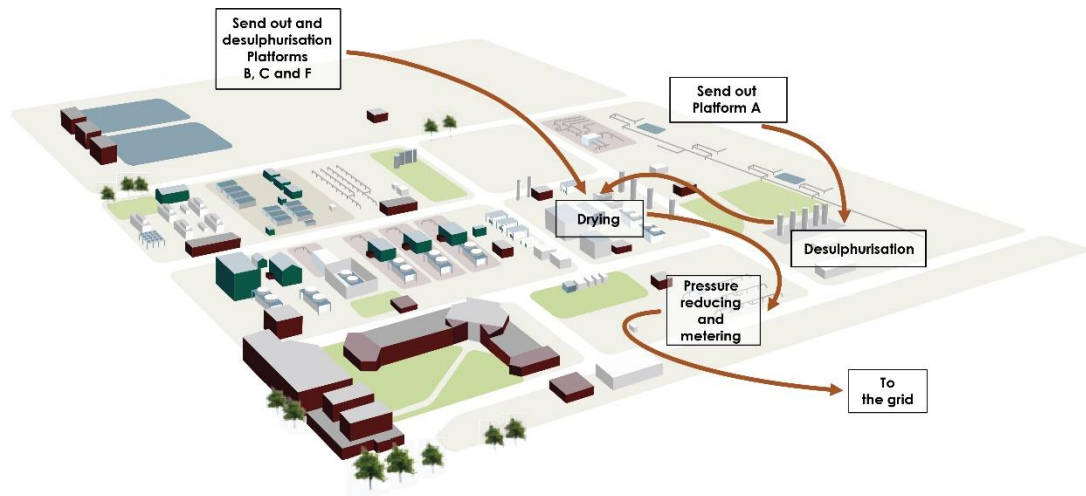 Send out and
desulphurisation
Platforms
B, C and F
Send out
Platform A
Drying
Desulphurisation
Pressure
reducing
and
metering
To
the grid